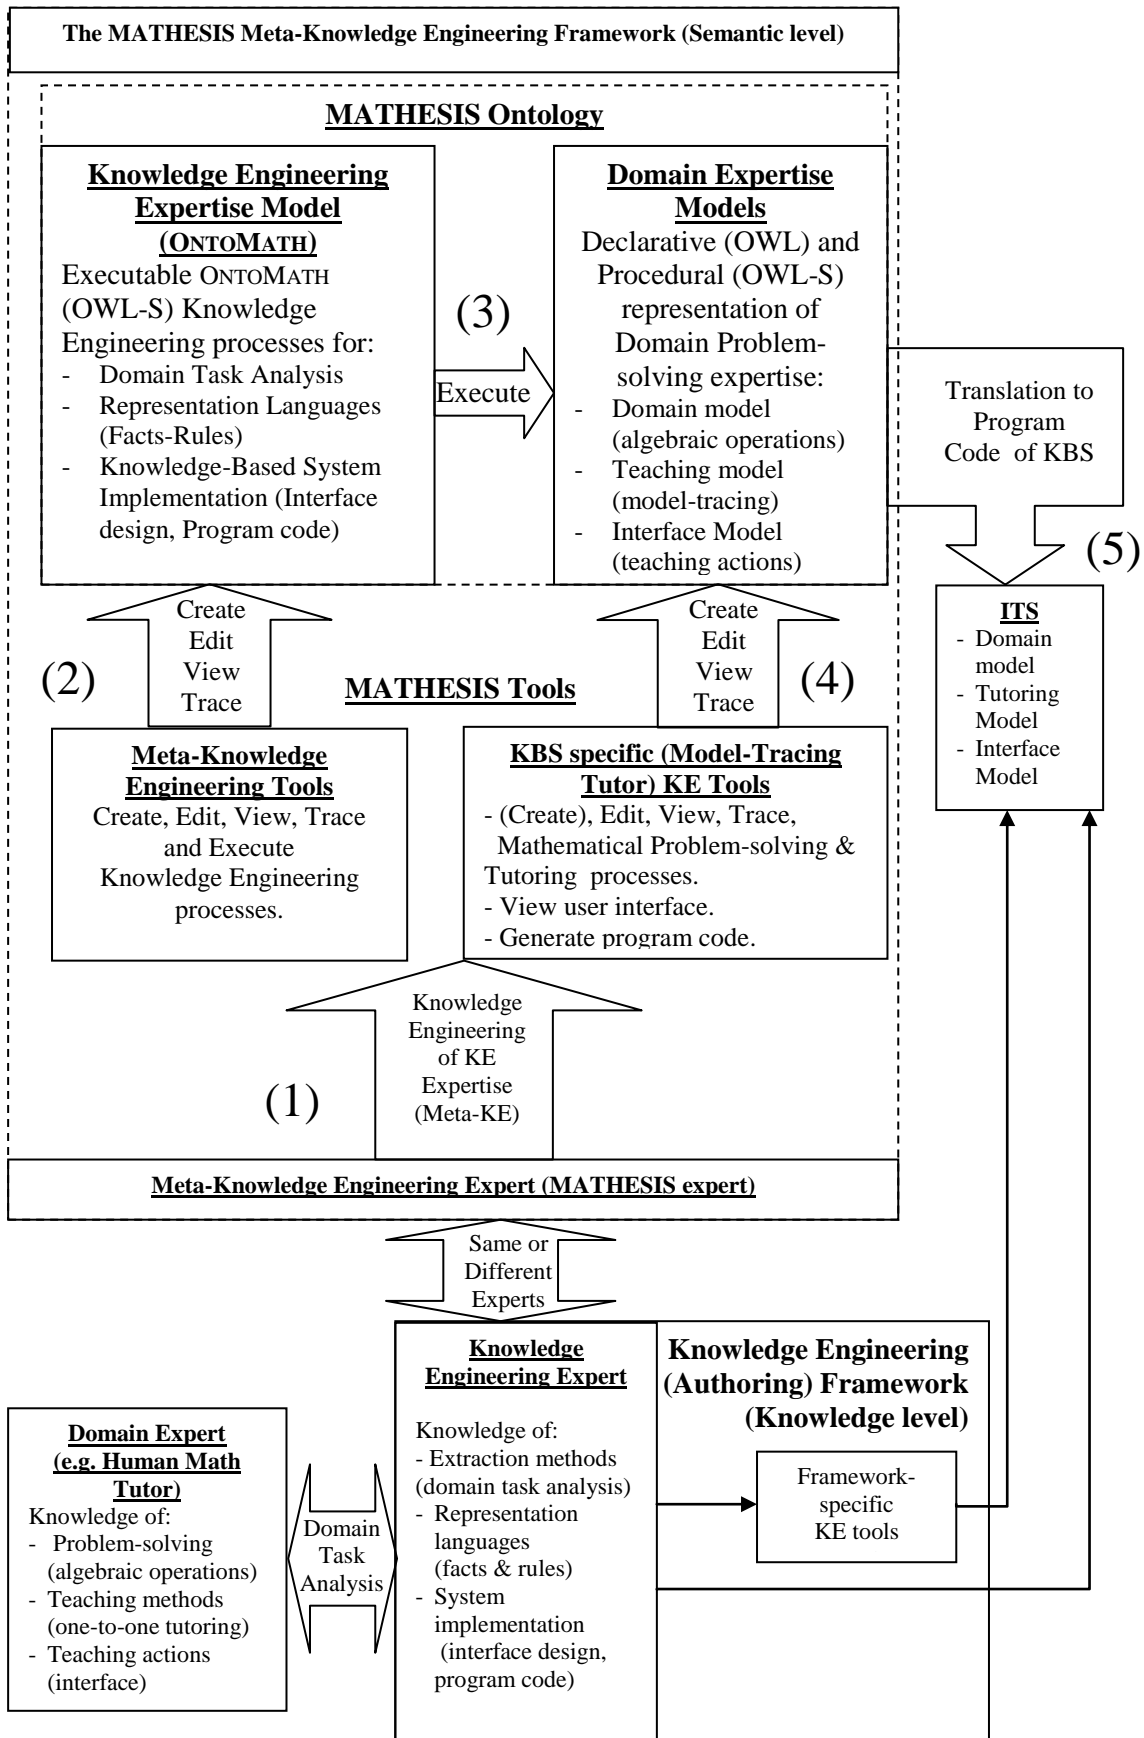 The MATHESIS Meta-Knowledge Engineering Framework (Semantic level)
MATHESIS Ontology
Knowledge Engineering
Expertise Model
(ONTOMATH)
Executable ONTOMATH
(OWL-S) Knowledge
Engineering processes for:
- Domain Task Analysis
- Representation Languages
(Facts-Rules)
- Knowledge-Based System
Implementation (Interface
design, Program code)
(3)
Execute
Domain Expertise
Models
Declarative (OWL) and
Procedural (OWL-S)
representation of
Domain Problem-
solving expertise:
- Domain model
(algebraic operations)
- Teaching model
(model-tracing)
- Interface Model
(teaching actions)
Translation to
Program
Code of KBS
(5)
ITS
- Domain
model
- Tutoring
Model
- Interface
Model
(2)
Create
Edit
View
Trace
MATHESIS Tools
Create
Edit
View
Trace
(4)
Meta-Knowledge
Engineering Tools
Create, Edit, View, Trace
and Execute
Knowledge Engineering
processes.
KBS specific (Model-Tracing
Tutor) KE Tools
- (Create), Edit, View, Trace,
Mathematical Problem-solving &
Tutoring processes.
- View user interface.
- Generate program code.
(1)
Knowledge
Engineering
of KE
Expertise
(Meta-KE)
Meta-Knowledge Engineering Expert (MATHESIS expert)
Same or
Different
Experts
Knowledge
Engineering Expert
Knowledge of:
- Extraction methods
(domain task analysis)
- Representation
languages
(facts & rules)
- System
implementation
(interface design,
program code)
Knowledge Engineering
(Authoring) Framework
(Knowledge level)
Framework-
specific
KE tools
Domain Expert
(e.g. Human Math
Tutor)
Knowledge of:
- Problem-solving
(algebraic operations)
- Teaching methods
(one-to-one tutoring)
- Teaching actions
(interface)
Domain
Task
Analysis